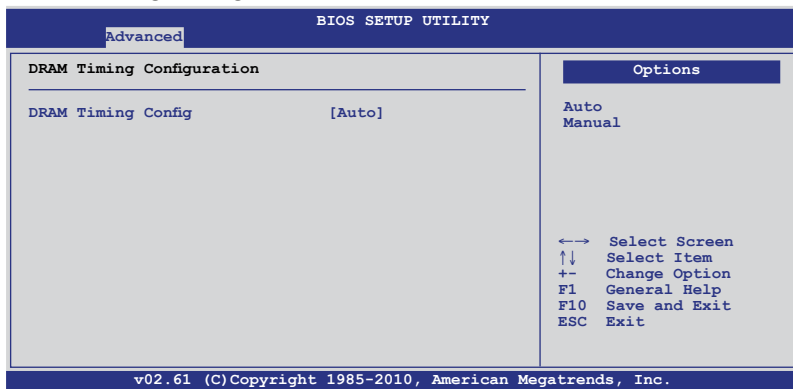 BIOS SETUP UTILITY
Advanced
DRAM Timing Configuration
DRAM Timing Config [Auto]
Options
Auto
Manual
←→ Select Screen
↑↓ Select Item
+- Change Option
F1 General Help
F10 Save and Exit
ESC Exit
v02.61 (C)Copyright 1985-2010, American Megatrends, Inc.